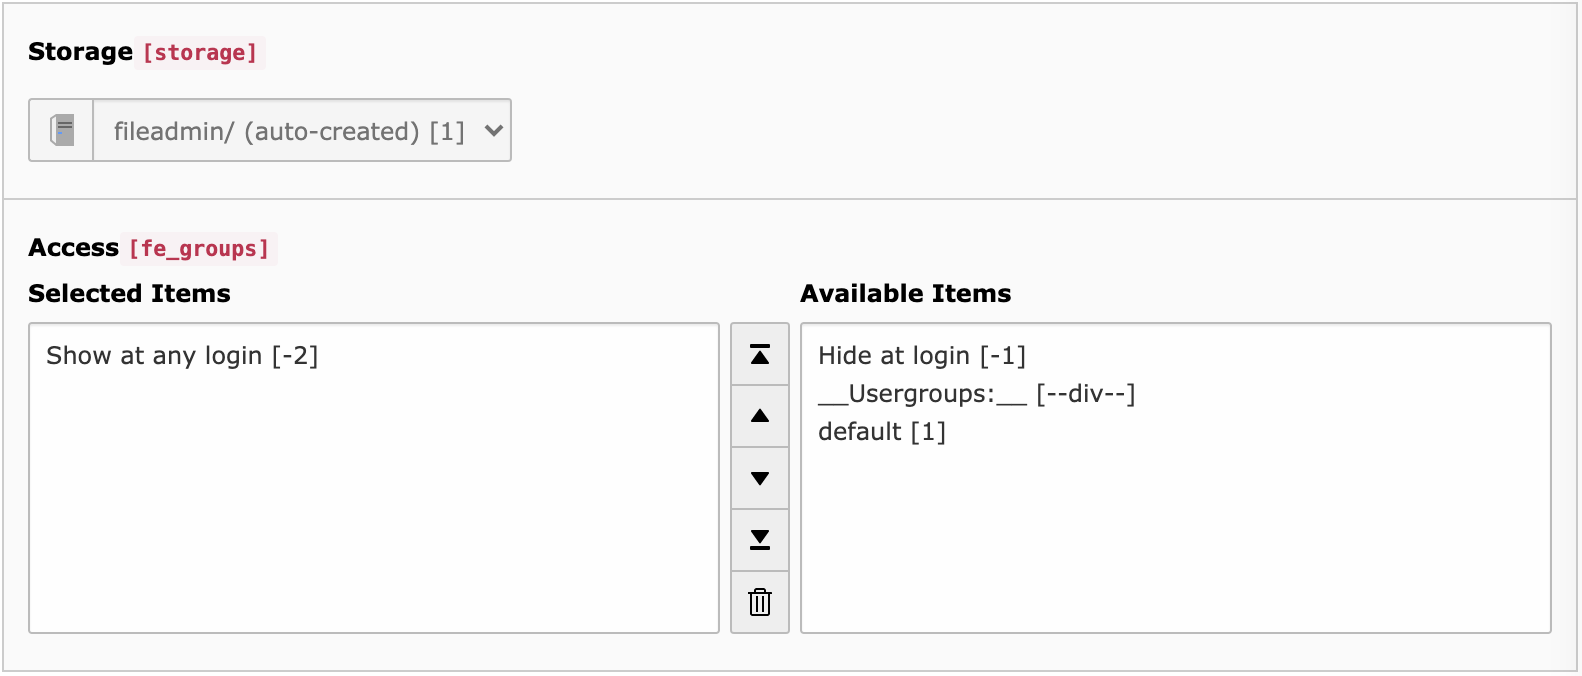 Storage [storage]
fileadmin/ (auto-created) [1]
Access [fe_groups]
Selected Items
Show at any login [-2]
Available Items
Hide at login [-1]
__Usergroups:__ [--div--]
default [1]